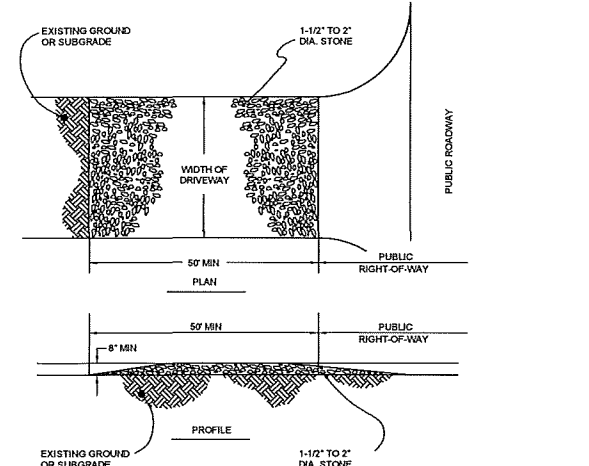 EXISTING GROUND
OR SUBGRADE
1-1/2" TO 2"
DIA. STONE
WIDTH OF
DRIVEWAY
PUBLIC ROADWAY
50' MIN
PUBLIC
RIGHT-OF-WAY
PLAN
50' MIN
PUBLIC
RIGHT-OF-WAY
8" MIN
PROFILE
EXISTING GROUND
OR SUBGRADE
1-1/2" TO 2"
DIA. STONE